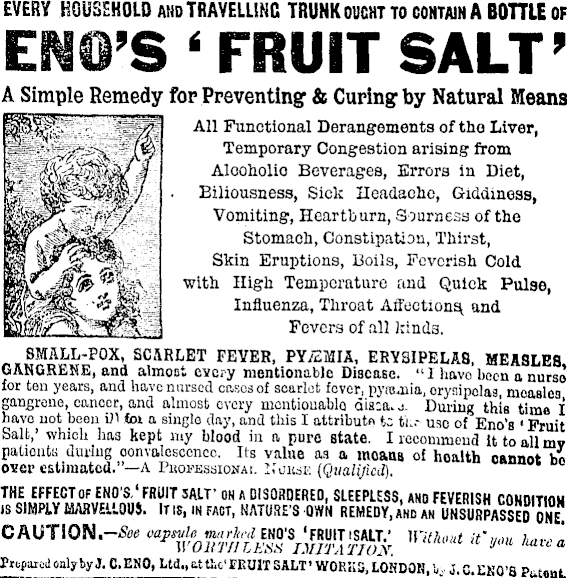 EVERY HOUSEHOLD AND TRAVELLING TRUNK OUGHT TO CONTAIN A BOTTLE OF
ENO'S ‘FRUIT SALT’
A Simple Remedy for Preventing & Curing by Natural Means
All Functional Derangements of the Liver,
Temporary Congestion arising from
Alcoholic Beverages, Errors in Diet,
Biliousness, Sick Headache, Giddiness,
Vomiting, Heartburn, Sourness of the
Stomach, Constipation, Thirst,
Skin Eruptions, Boils, Feverish Cold
with High Temperature and Quick Pulse,
Influenza, Throat Affections, and
Fevers of all kinds.
SMALL-POX, SCARLET FEVER, PYÆMIA, ERYSIPELAS, MEASLES,
GANGRENE, and almost every mentionable Disease. “I have been a nurse
for ten years, and have nursed cases of scarlet fever, pyæmia, erysipelas, measles,
gangrene, cancer, and almost every mentionable disease. During this time I
have not been ill for a single day, and this I attribute to the use of Eno's ‘Fruit
Salt,’ which has kept my blood in a pure state. I recommend it to all my
patients during convalescence. Its value as a means of health cannot be
over estimated.”—A PROFESSIONAL NURSE (Qualified).
THE EFFECT OF ENO'S ‘FRUIT SALT’ ON A DISORDERED, SLEEPLESS, AND FEVERISH CONDITION
IS SIMPLY MARVELLOUS. IT IS, IN FACT, NATURE'S OWN REMEDY, AND AN UNSURPASSED ONE.
CAUTION.—See capsule marked ENO'S ‘FRUIT SALT.’ Without it you have a
WORTHLESS IMITATION.
Prepared only by J. C. ENO, Ltd., at the ‘FRUIT SALT’ WORKS, LONDON, by J. C. ENO'S Patent.